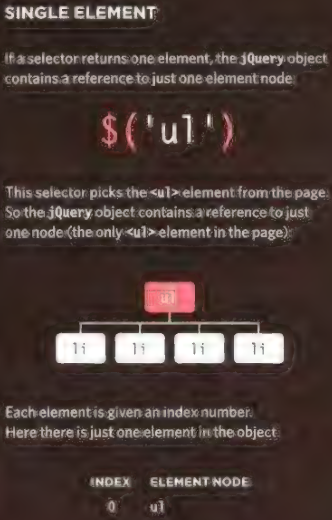 SINGLE ELEMENT
If a selector returns one element, the jQuery object
contains a reference to just one element node.
$('ul')
This selector picks the <ul> element from the page.
So the jQuery object contains a reference to just
one node (the only <ul> element in the page):
ul
li li li li
Each element is given an index number.
Here there is just one element in the object.
INDEX ELEMENT NODE
0 ul